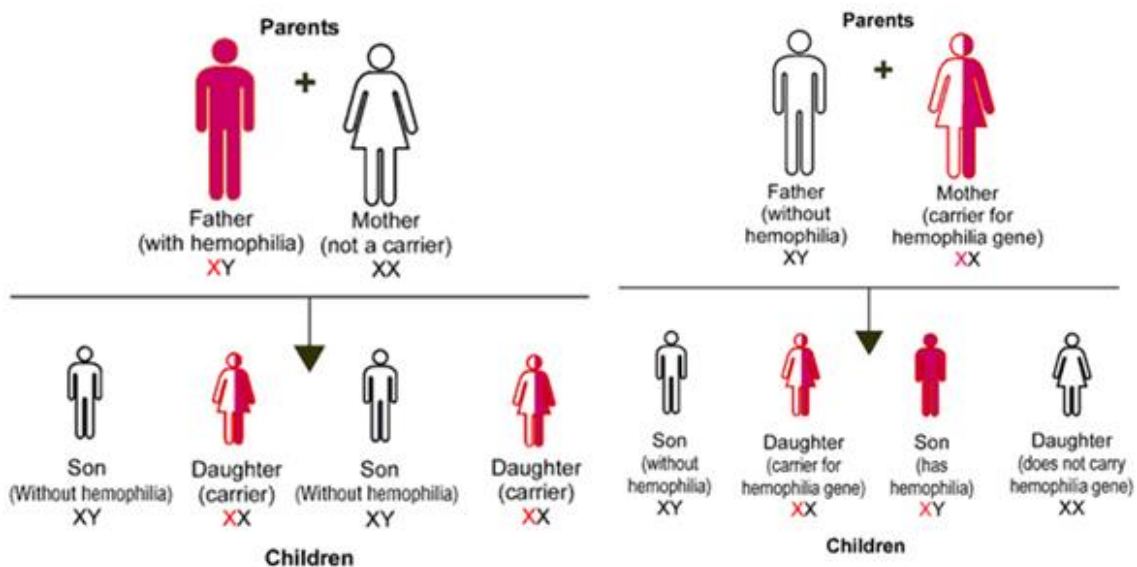 Parents
+
Father
(with hemophilia)
XY
Mother
(not a carrier)
XX
Son
(Without hemophilia)
XY
Daughter
(carrier)
XX
Son
(Without hemophilia)
XY
Daughter
(carrier)
XX
Children
Parents
+
Father
(without
hemophilia)
XY
Mother
(carrier for
hemophilia gene)
XX
Son
(without
hemophilia)
XY
Daughter
(carrier for
hemophilia gene)
XX
Son
(has
hemophilia)
XY
Daughter
(does not carry
hemophilia gene)
XX
Children